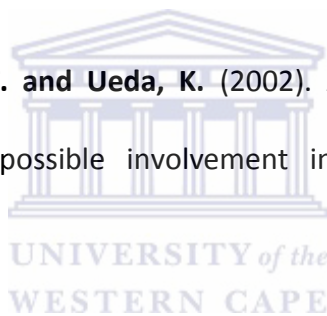 . and Ueda, K. (2002).
possible involvement in
UNIVERSITY of the
WESTERN CAPE